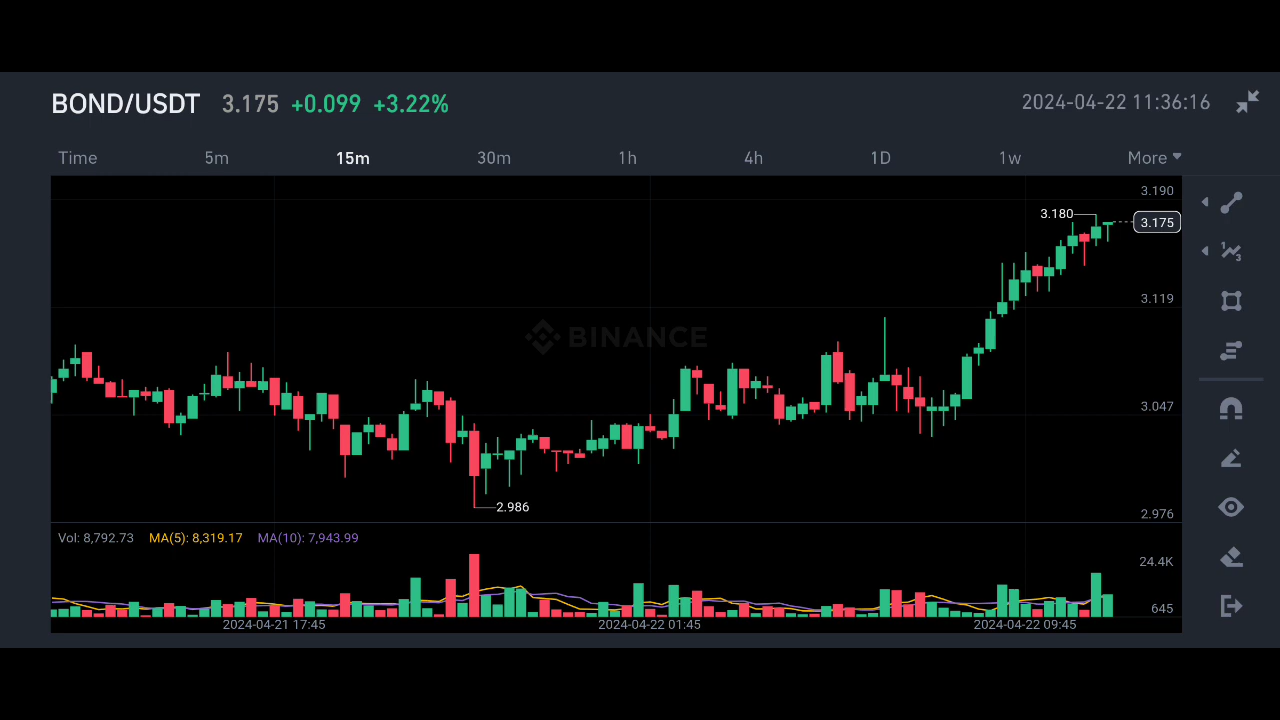 BOND/USDT 3.175 +0.099 +3.22% 2024-04-22 11:36:16
Time 5m 15m 30m 1h 4h 1D 1w More
3.190
3.180
3.175
3.119
BINANCE
3.047
2.986
2.976
Vol: 8,792.73 MA(5): 8,319.17 MA(10): 7,943.99
24.4K
645
2024-04-21 17:45 2024-04-22 01:45 2024-04-22 09:45